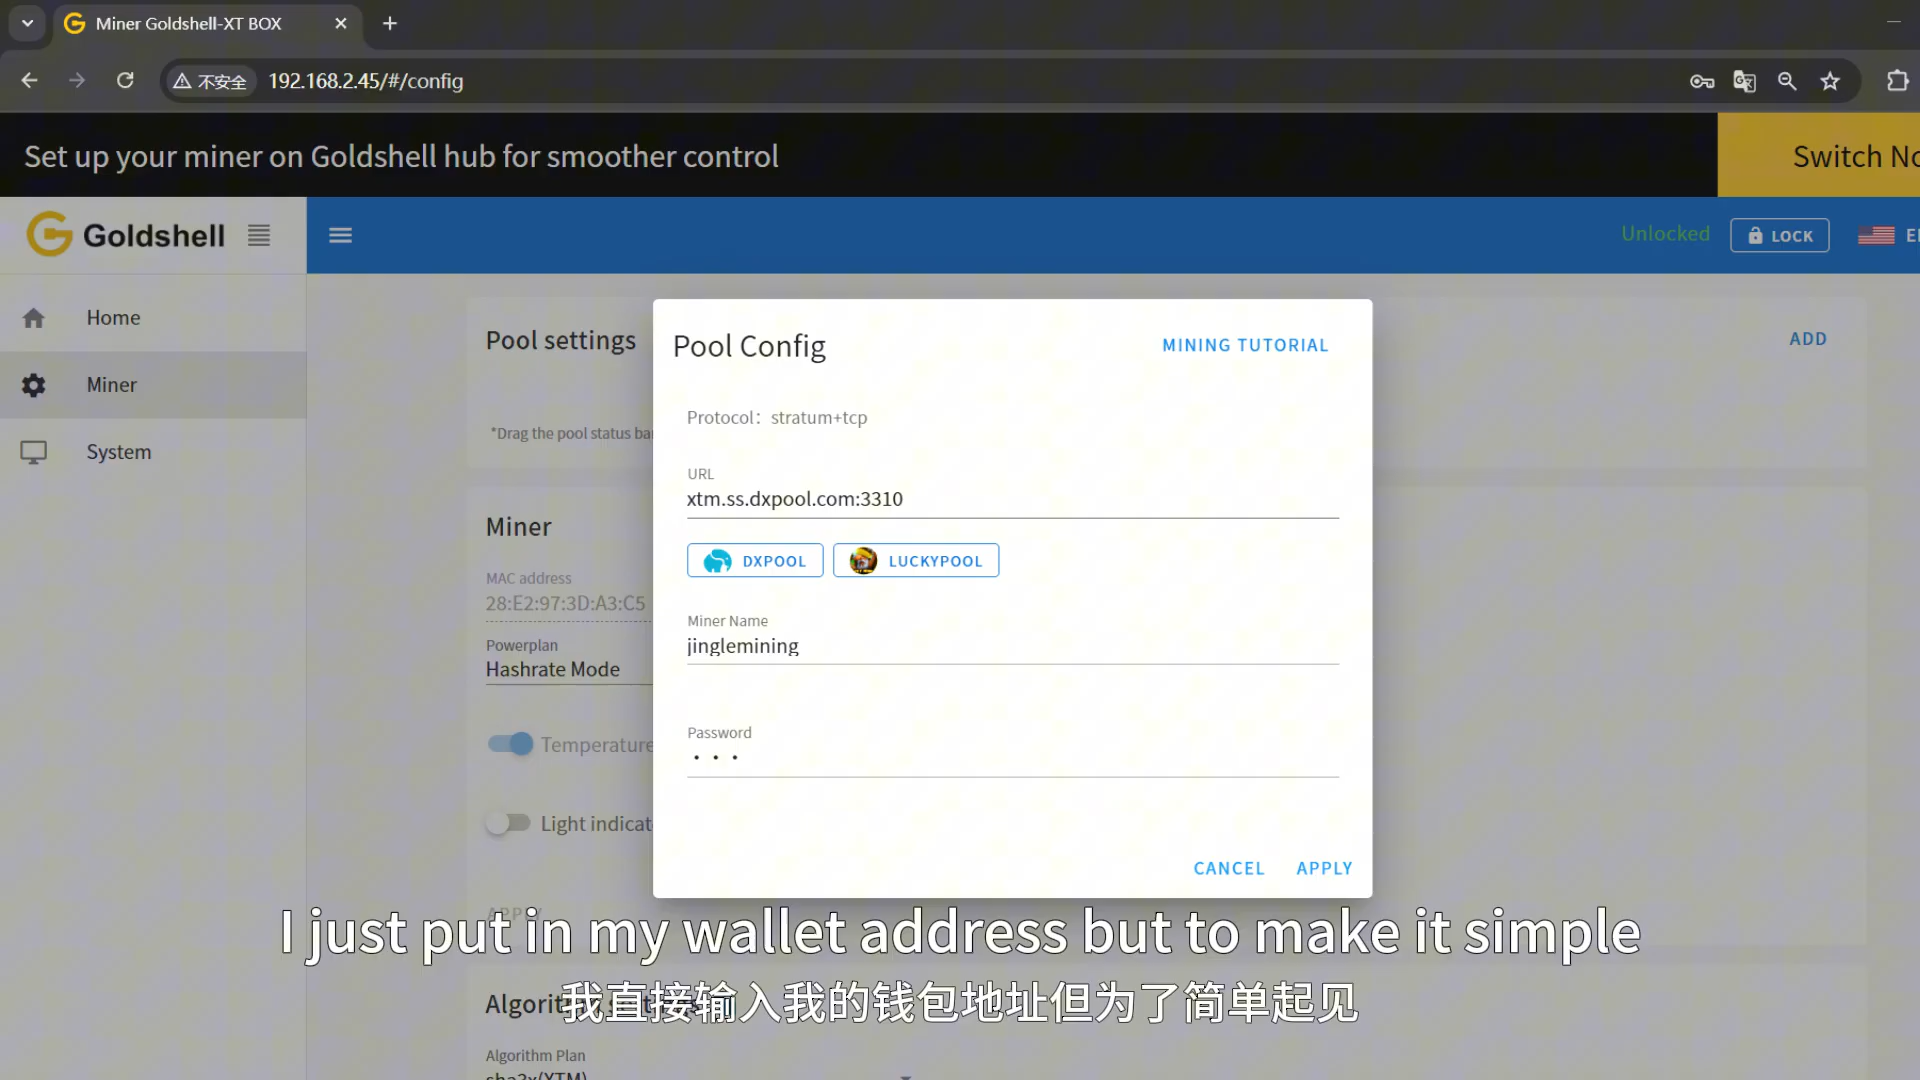 Miner Goldshell-XT BOX
不安全 192.168.2.45/#/config
Set up your miner on Goldshell hub for smoother control
Switch No
Goldshell
Unlocked
LOCK
Home
Miner
System
Pool settings
ADD
*Drag the pool status ba
Pool Config
MINING TUTORIAL
Protocol: stratum+tcp
URL
xtm.ss.dxpool.com:3310
DXPOOL
LUCKYPOOL
Miner Name
jinglemining
Password
CANCEL
APPLY
Miner
MAC address
28:E2:97:3D:A3:C5
Powerplan
Hashrate Mode
Temperature
Light indicat
APPLY
I just put in my wallet address but to make it simple
我直接输入我的钱包地址但为了简单起见
Algorithm Plan
sha3x(XTM)